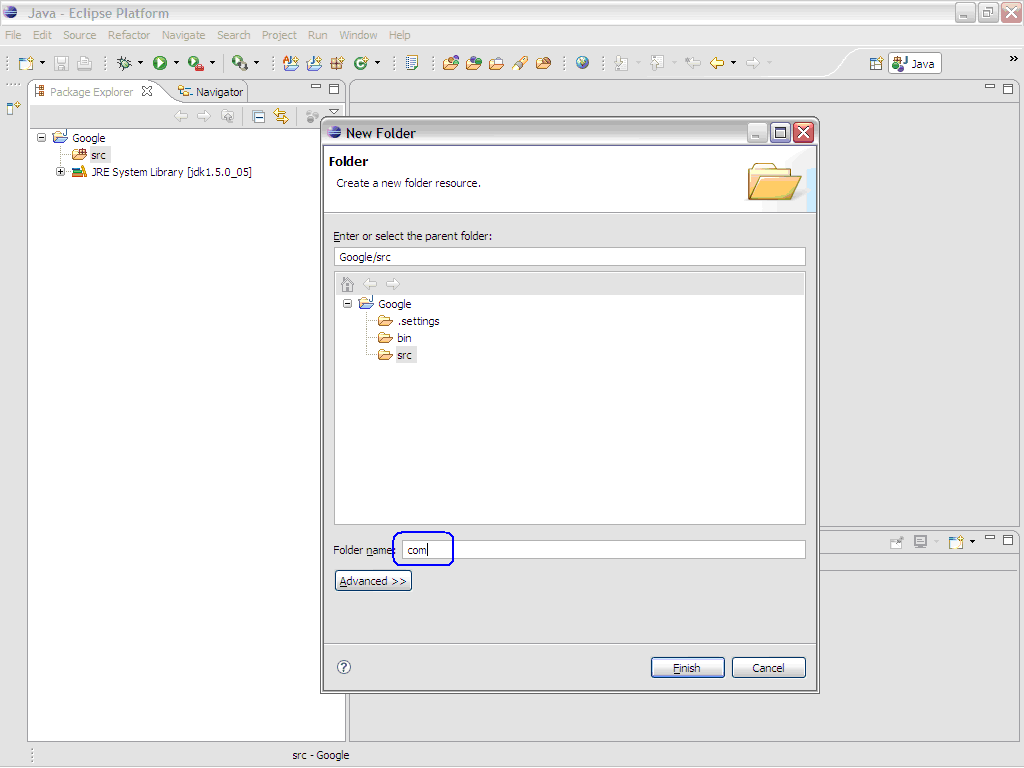 Java - Eclipse Platform
File Edit Source Refactor Navigate Search Project Run Window Help
Java
Package Explorer Navigator
Google
src
JRE System Library [jdk1.5.0_05]
New Folder
Folder
Create a new folder resource.
Enter or select the parent folder:
Google/src
Google
.settings
bin
src
Folder name: com
Advanced >>
Finish Cancel
src - Google